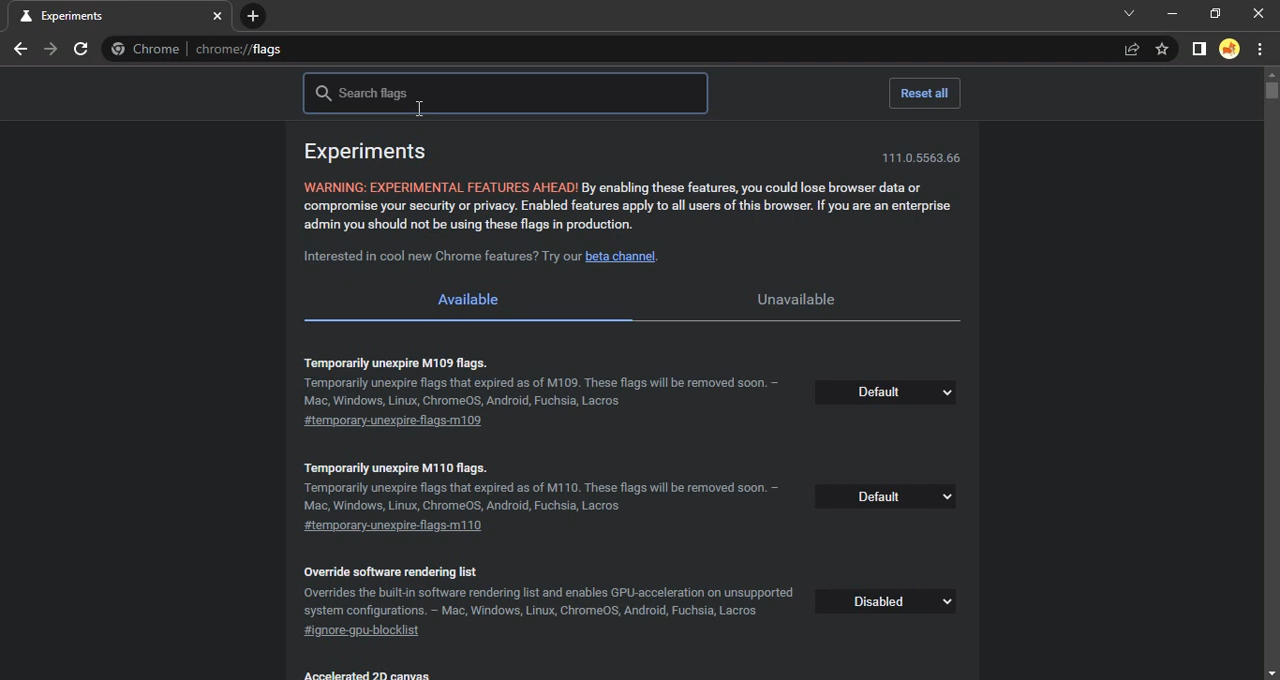 Experiments
Chrome
chrome://flags
Search flags
Reset all
Experiments
111.0.5563.66
WARNING: EXPERIMENTAL FEATURES AHEAD! By enabling these features, you could lose browser data or
compromise your security or privacy. Enabled features apply to all users of this browser. If you are an enterprise
admin you should not be using these flags in production.
Interested in cool new Chrome features? Try our beta channel.
Available
Unavailable
Temporarily unexpire M109 flags.
Temporarily unexpire flags that expired as of M109. These flags will be removed soon. –
Mac, Windows, Linux, ChromeOS, Android, Fuchsia, Lacros
#temporary-unexpire-flags-m109
Default
Temporarily unexpire M110 flags.
Temporarily unexpire flags that expired as of M110. These flags will be removed soon. –
Mac, Windows, Linux, ChromeOS, Android, Fuchsia, Lacros
#temporary-unexpire-flags-m110
Default
Override software rendering list
Overrides the built-in software rendering list and enables GPU-acceleration on unsupported
system configurations. – Mac, Windows, Linux, ChromeOS, Android, Fuchsia, Lacros
#ignore-gpu-blocklist
Disabled
Accelerated 2D canvas